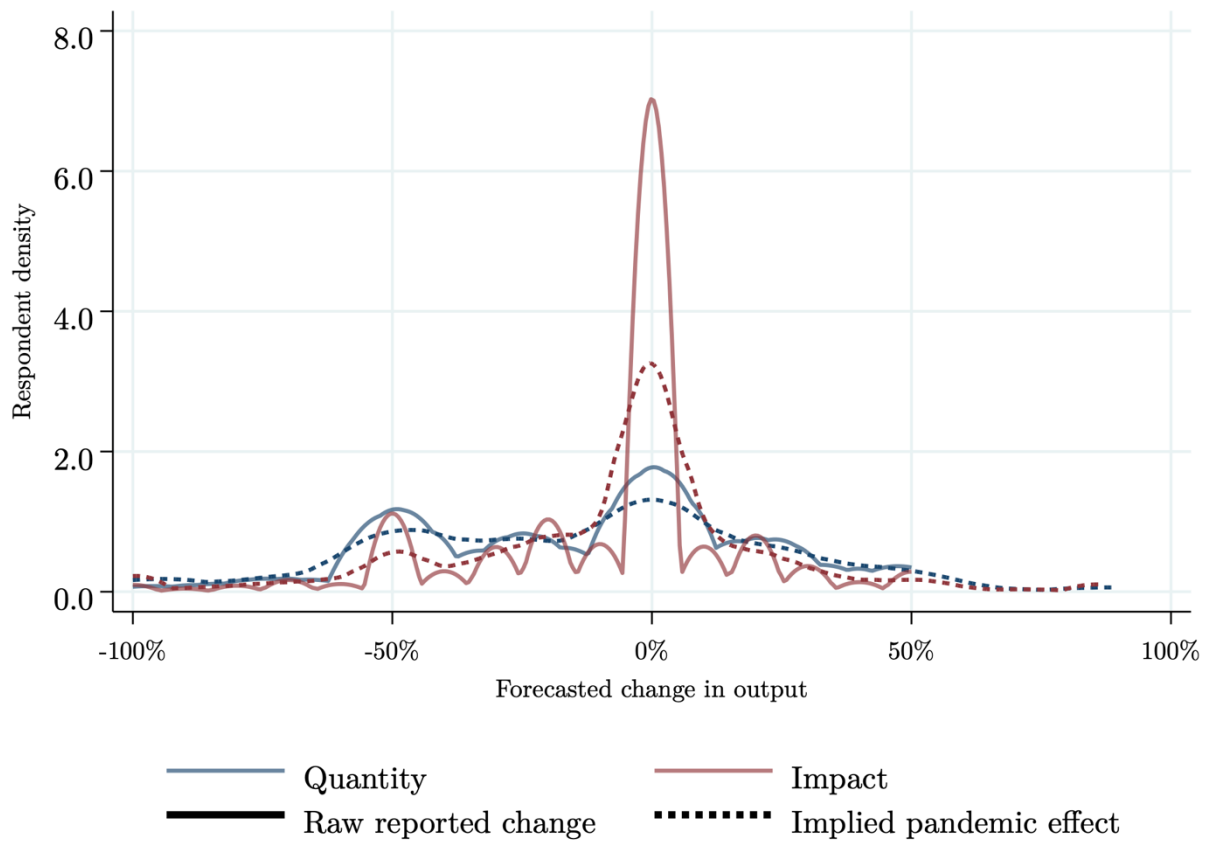 8.0
6.0
4.0
2.0
0.0
Respondent density
-100%
-50%
0%
50%
100%
Forecasted change in output
Quantity
Impact
Raw reported change
Implied pandemic effect